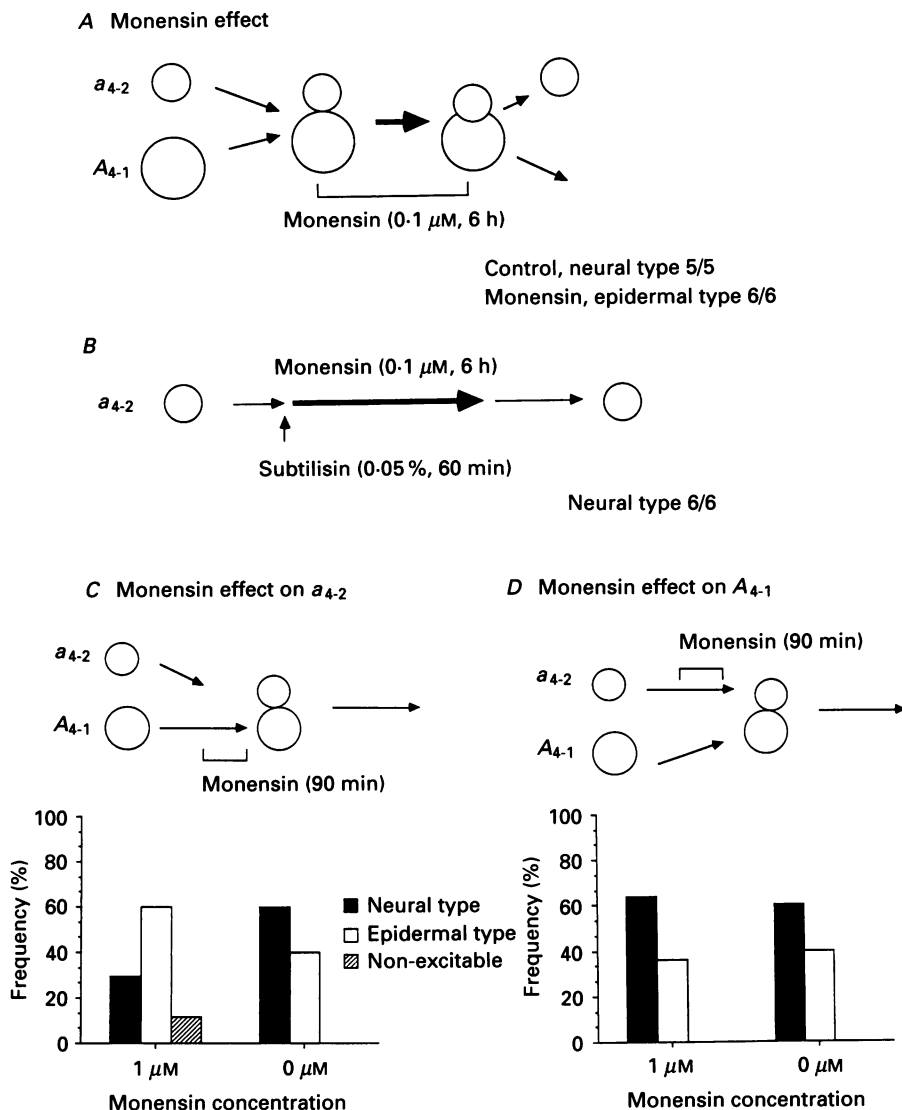 A Monensin effect
a4-2
A4-1
Monensin (0·1 μM, 6 h)
Control, neural type 5/5
Monensin, epidermal type 6/6
B
Monensin (0·1 μM, 6 h)
a4-2
Subtilisin (0·05 %, 60 min)
Neural type 6/6
C Monensin effect on a4-2
a4-2
A4-1
Monensin (90 min)
100
80
60
40
20
0
Frequency (%)
Neural type
Epidermal type
Non-excitable
1 μM
0 μM
Monensin concentration
D Monensin effect on A4-1
Monensin (90 min)
a4-2
A4-1
100
80
60
40
20
0
Frequency (%)
1 μM
0 μM
Monensin concentration